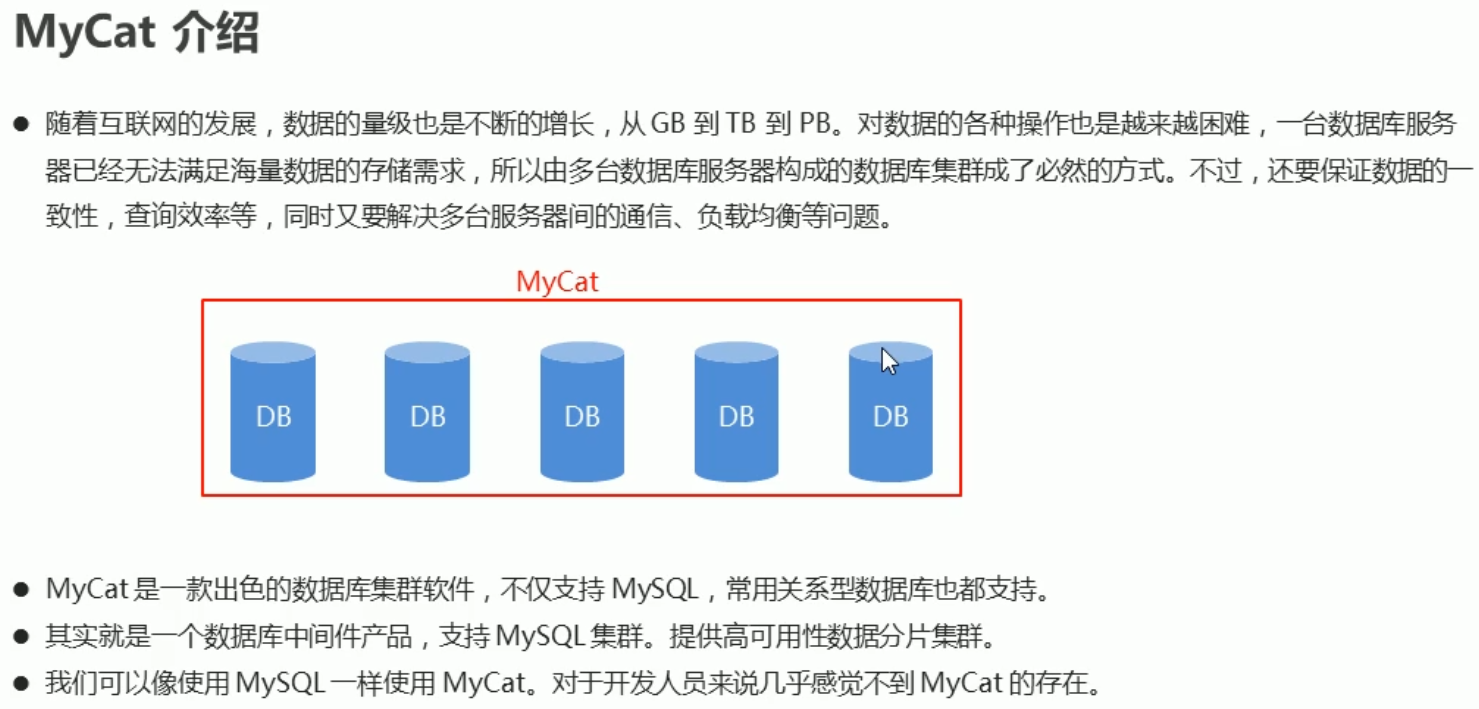 MyCat 介绍
● 随着互联网的发展，数据的量级也是不断的增长，从 GB 到 TB 到 PB。对数据的各种操作也是越来越困难，一台数据库服务
器已经无法满足海量数据的存储需求，所以由多台数据库服务器构成的数据库集群成了必然的方式。不过，还要保证数据的一
致性，查询效率等，同时又要解决多台服务器间的通信、负载均衡等问题。
MyCat
DB DB DB DB DB
● MyCat 是一款出色的数据库集群软件，不仅支持 MySQL，常用关系型数据库也都支持。
● 其实就是一个数据库中间件产品，支持 MySQL 集群。提供高可用性数据分片集群。
● 我们可以像使用 MySQL 一样使用 MyCat。对于开发人员来说几乎感觉不到 MyCat 的存在。